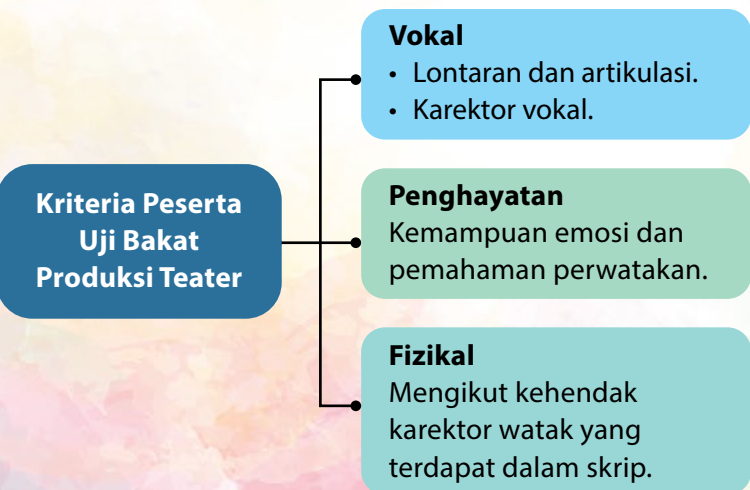 Kriteria Peserta
Uji Bakat
Produksi Teater
Vokal
• Lontaran dan artikulasi.
• Karektor vokal.
Penghayatan
Kemampuan emosi dan
pemahaman perwatakan.
Fizikal
Mengikut kehendak
karektor watak yang
terdapat dalam skrip.